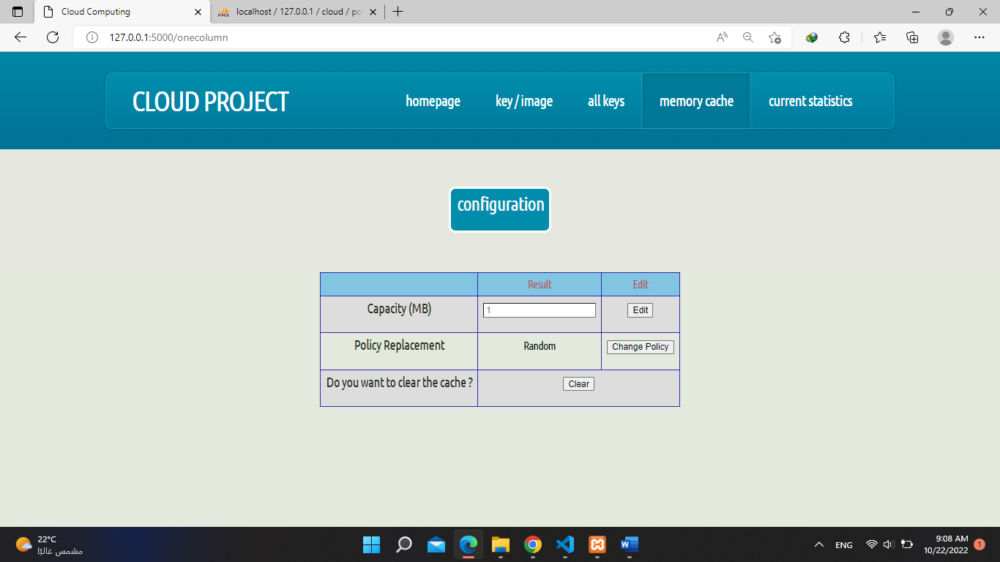 Cloud Computing
localhost / 127.0.0.1 / cloud / po
127.0.0.1:5000/onecolumn
CLOUD PROJECT
homepage
key / image
all keys
memory cache
current statistics
configuration
Result
Edit
Capacity (MB)
1
Edit
Policy Replacement
Random
Change Policy
Do you want to clear the cache ?
Clear
22°C
مشمس غالبًا
ENG
9:08 AM
10/22/2022
1